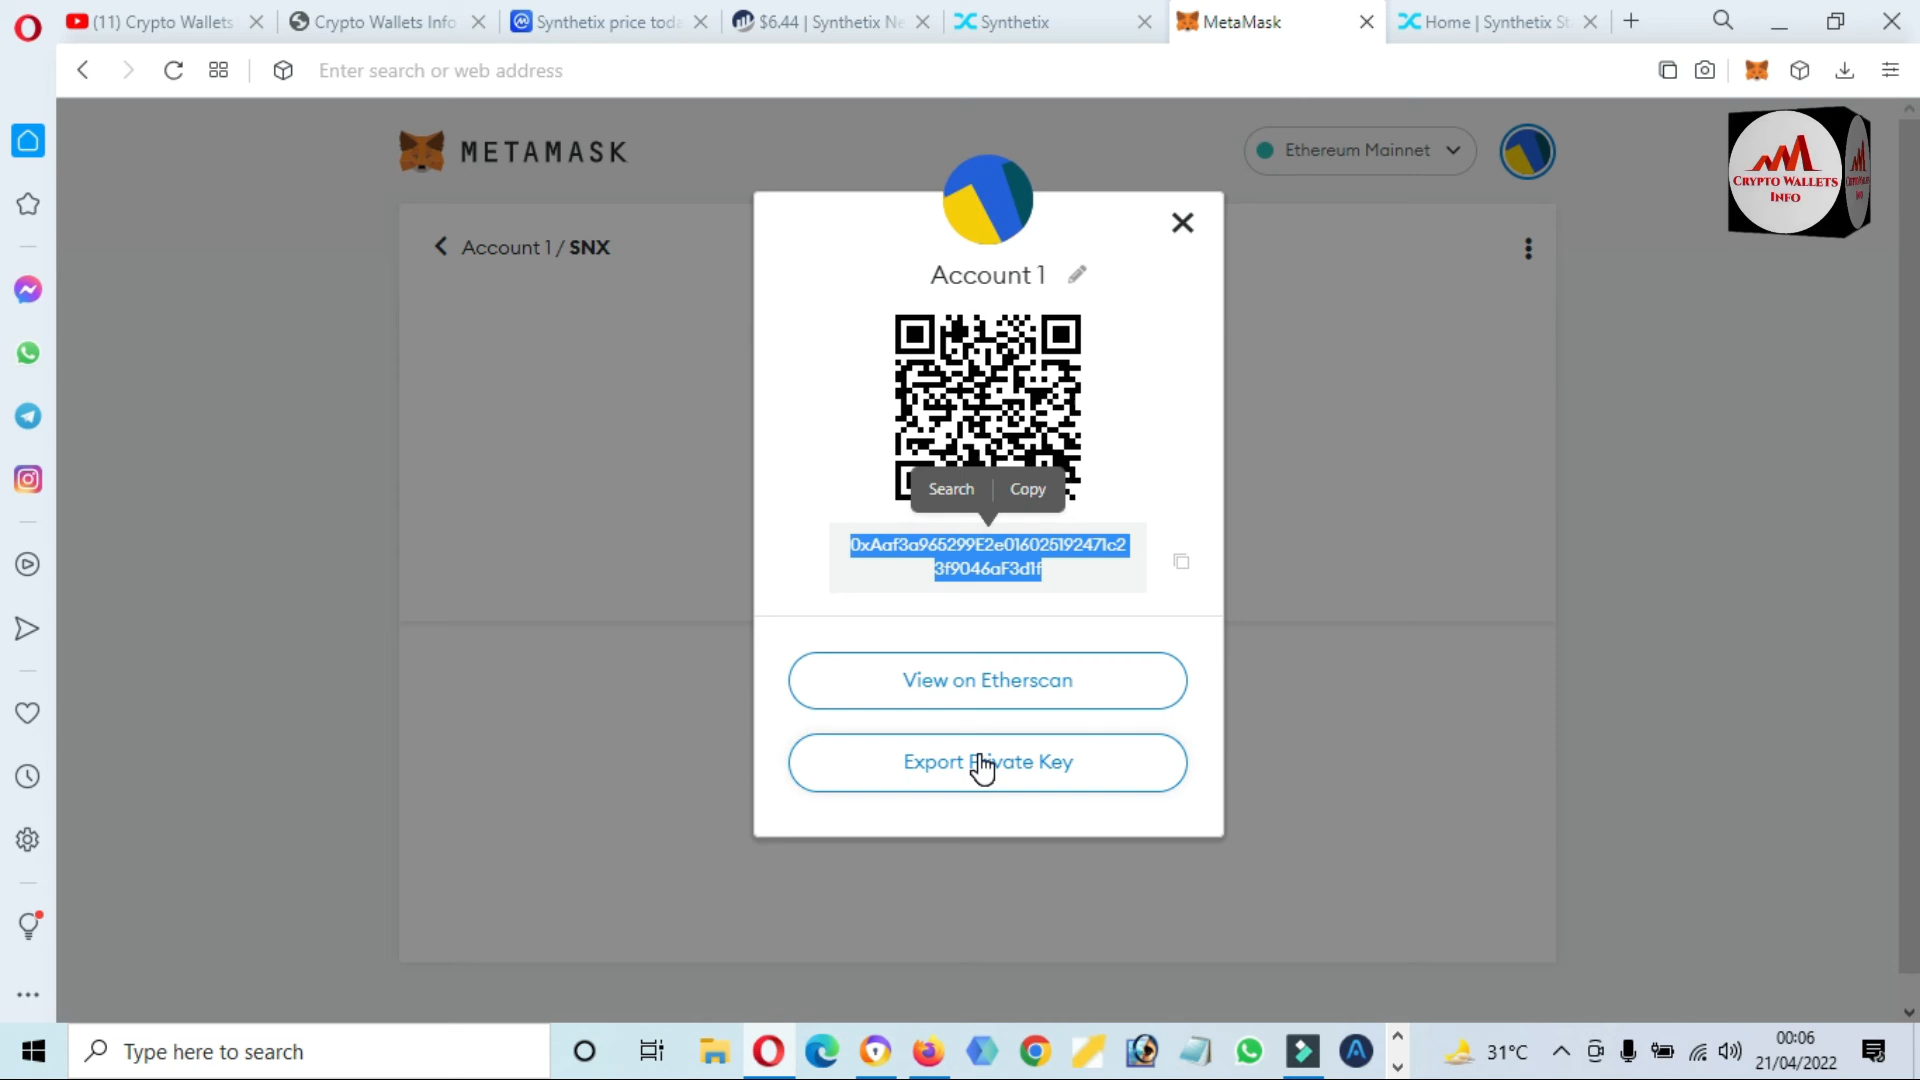 (11) Crypto Wallets
Crypto Wallets Info
Synthetix price toda
$6.44 | Synthetix Ne
Synthetix
MetaMask
Home | Synthetix St
Enter search or web address
METAMASK
Ethereum Mainnet
CRYPTO WALLETS
INFO
Account 1 / SNX
Account 1
Search
Copy
0xAaf3a965299E2e016025192471c2
3f9046aF3d1f
View on Etherscan
Export Private Key
Type here to search
31°C
00:06
21/04/2022